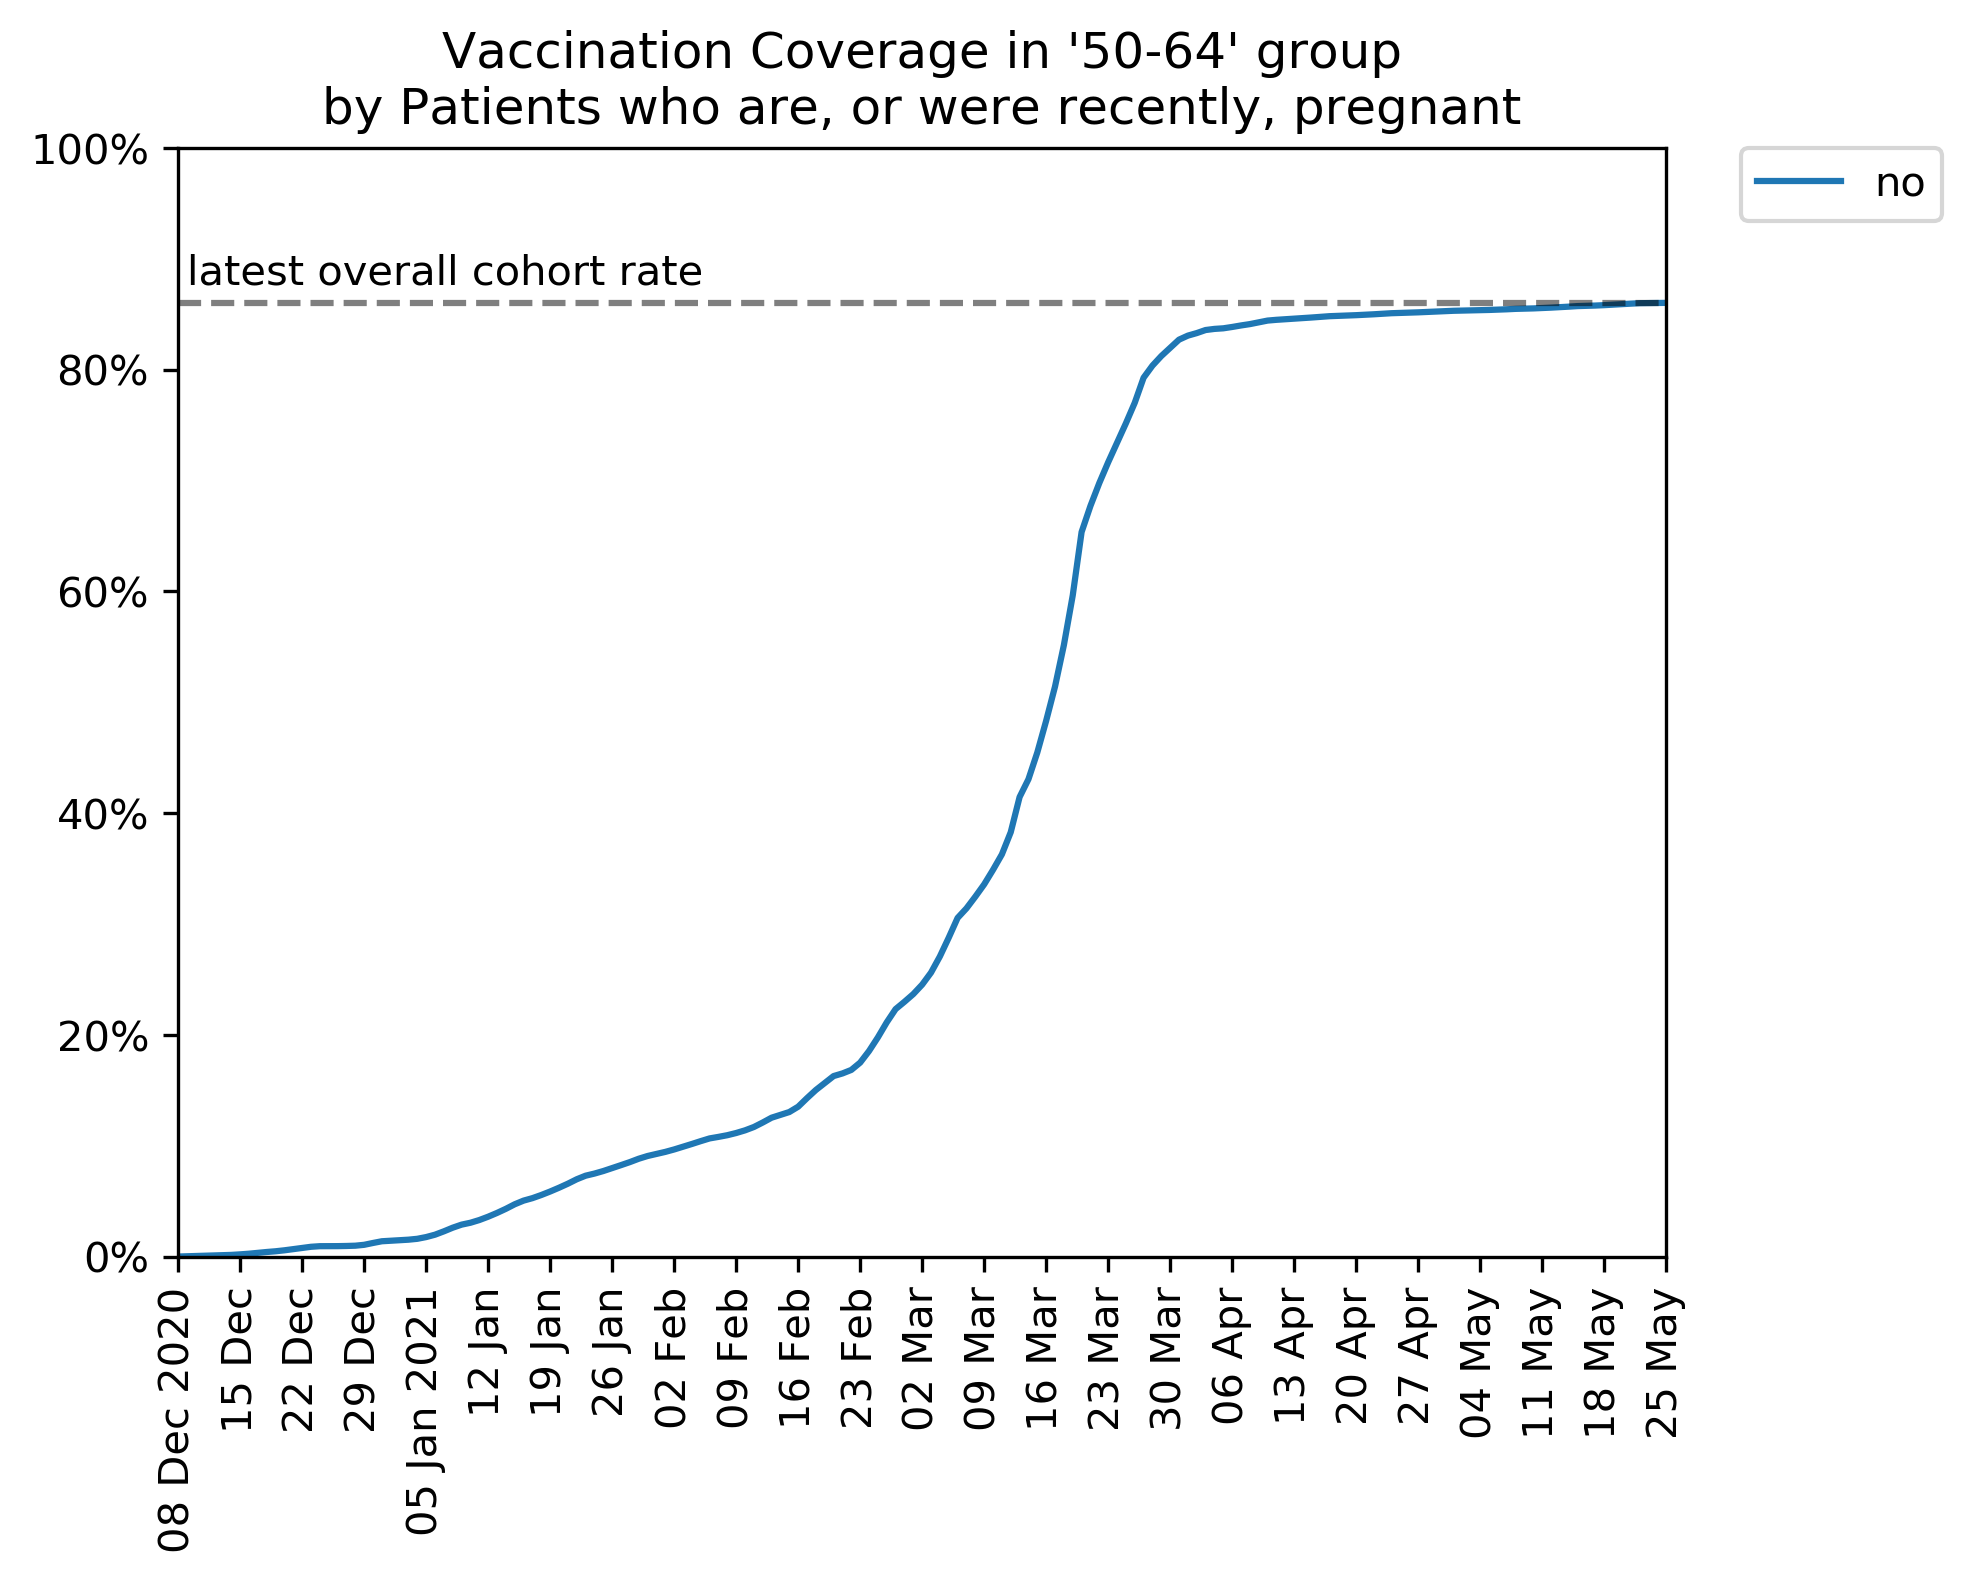 Vaccination Coverage in '50-64' group
by Patients who are, or were recently, pregnant
100%
80%
60%
40%
20%
0%
latest overall cohort rate
no
08 Dec 2020
15 Dec
22 Dec
29 Dec
05 Jan 2021
12 Jan
19 Jan
26 Jan
02 Feb
09 Feb
16 Feb
23 Feb
02 Mar
09 Mar
16 Mar
23 Mar
30 Mar
06 Apr
13 Apr
20 Apr
27 Apr
04 May
11 May
18 May
25 May